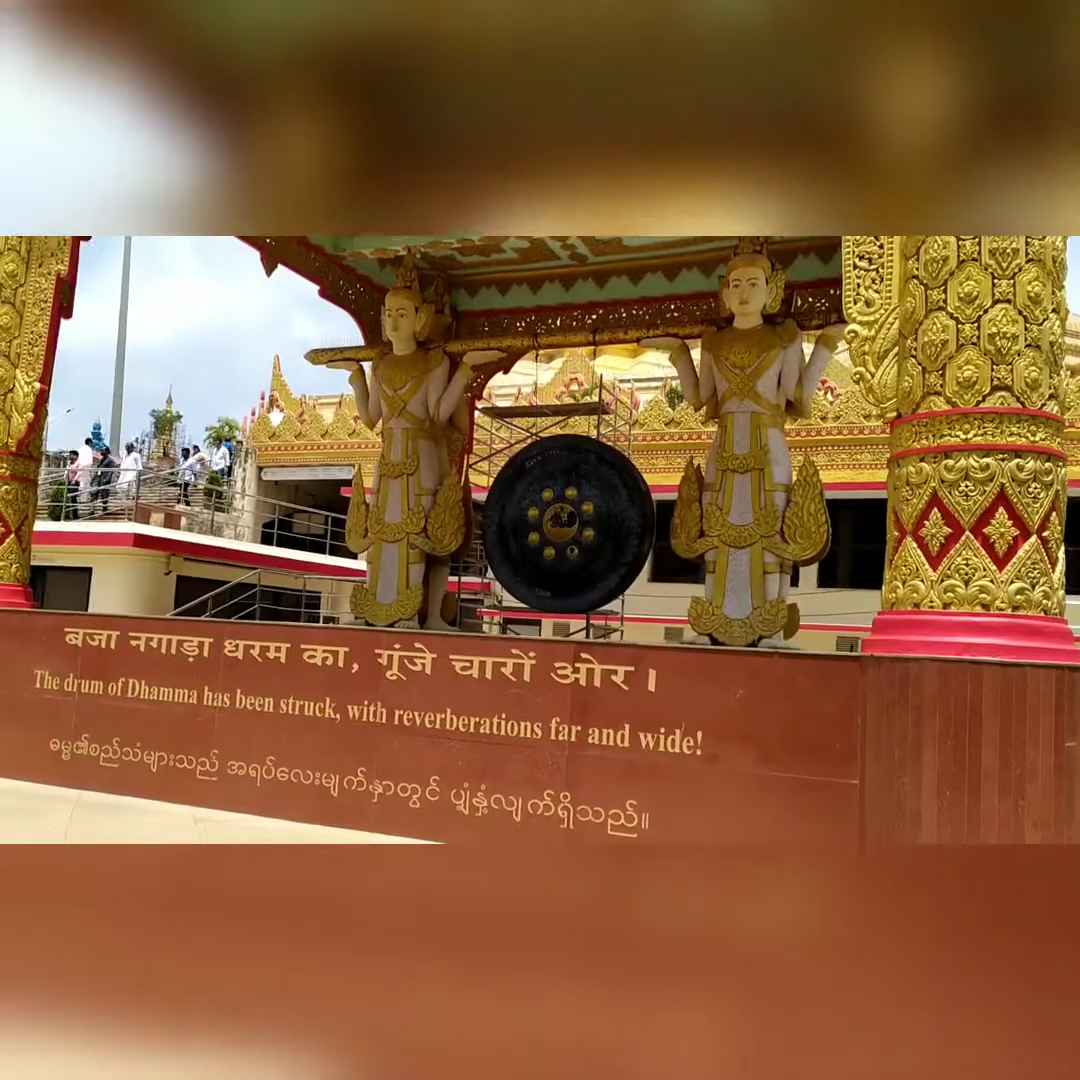 बजा नगाड़ा धरम का, गूंजे चारों ओर।
The drum of Dhamma has been struck, with reverberations far and wide!
ဓမ္မ၏စည်သံများသည် အရပ်လေးမျက်နှာတွင် ပျံ့နှံ့လျက်ရှိသည်။